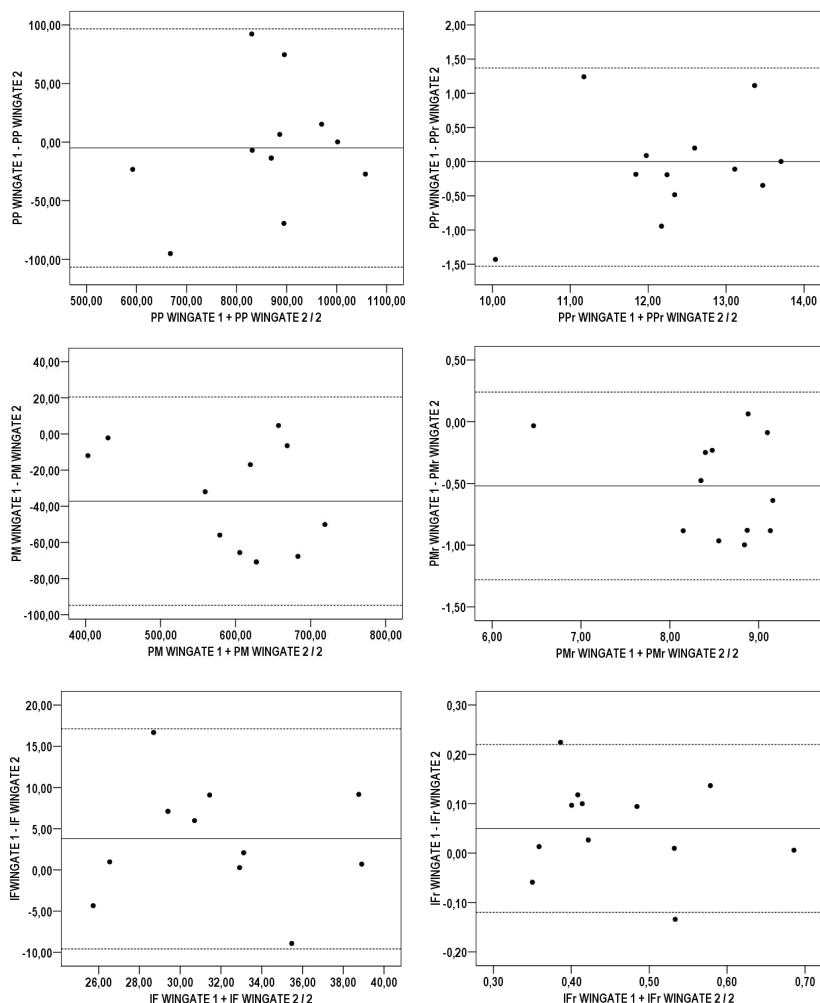 100,00
50,00
0,00
-50,00
-100,00
PP WINGATE 1 - PP WINGATE 2
500,00 600,00 700,00 800,00 900,00 1000,00 1100,00
PP WINGATE 1 + PP WINGATE 2 / 2
2,00
1,50
1,00
0,50
0,00
-0,50
-1,00
-1,50
PPr WINGATE 1 - PPr WINGATE 2
10,00 11,00 12,00 13,00 14,00
PPr WINGATE 1 + PPr WINGATE 2 / 2
40,00
20,00
0,00
-20,00
-40,00
-60,00
-80,00
-100,00
PM WINGATE 1 - PM WINGATE 2
400,00 500,00 600,00 700,00 800,00
PM WINGATE 1 + PM WINGATE 2 / 2
0,50
0,00
-0,50
-1,00
-1,50
PMr WINGATE 1 - PMr WINGATE 2
6,00 7,00 8,00 9,00
PMr WINGATE 1 + PMr WINGATE 2 / 2
20,00
15,00
10,00
5,00
0,00
-5,00
-10,00
IFWINGATE 1 - IF WINGATE 2
26,00 28,00 30,00 32,00 34,00 36,00 38,00 40,00
IF WINGATE 1 + IF WINGATE 2 / 2
0,30
0,20
0,10
0,00
-0,10
-0,20
IFr WINGATE 1 - IFr WINGATE 2
0,30 0,40 0,50 0,60 0,70
IFr WINGATE 1 + IFr WINGATE 2 / 2